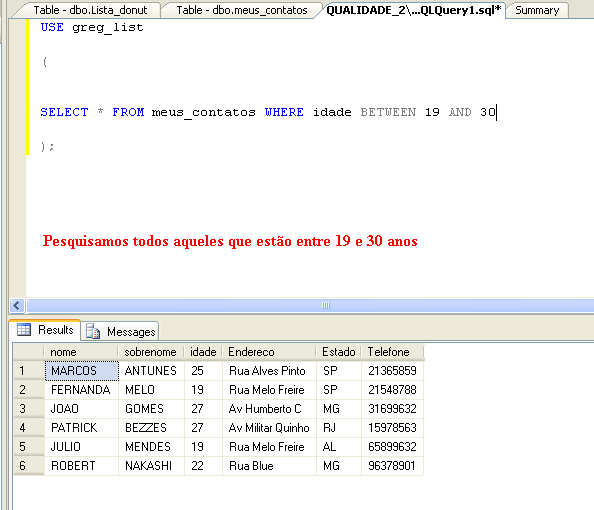 Table - dbo.Lista_donut Table - dbo.meus_contatos QUALIDADE_2\...QLQuery1.sql* Summary
USE greg_list
(
SELECT * FROM meus_contatos WHERE idade BETWEEN 19 AND 30
);
Pesquisamos todos aqueles que estão entre 19 e 30 anos
Results Messages
nome sobrenome idade Endereco Estado Telefone
1 MARCOS ANTUNES 25 Rua Alves Pinto SP 21365859
2 FERNANDA MELO 19 Rua Melo Freire SP 21548788
3 JOAO GOMES 27 Av Humberto C MG 31699632
4 PATRICK BEZZES 27 Av Militar Quinho RJ 15978563
5 JULIO MENDES 19 Rua Melo Freire AL 65899632
6 ROBERT NAKASHI 22 Rua Blue MG 96378901